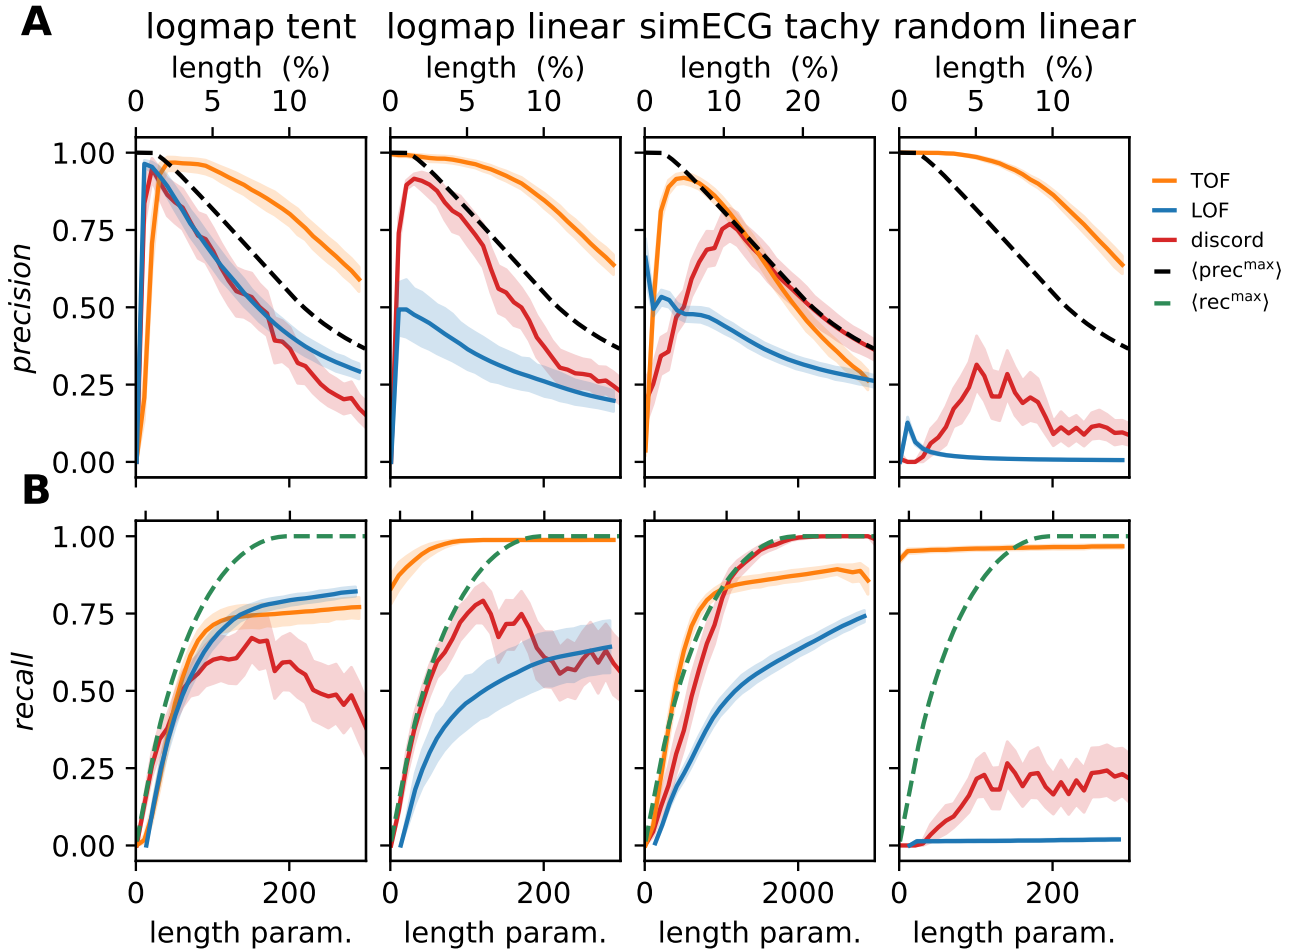 A
logmap tent logmap linear simECG tachy random linear
length (%) length (%) length (%) length (%)
0 5 10 0 5 10 0 10 20 0 5 10
1.00
0.75
0.50
0.25
0.00
precision
TOF
LOF
discord
⟨prec^max⟩
⟨rec^max⟩
B
1.00
0.75
0.50
0.25
0.00
recall
0 200 0 200 0 2000 0 200
length param. length param. length param. length param.